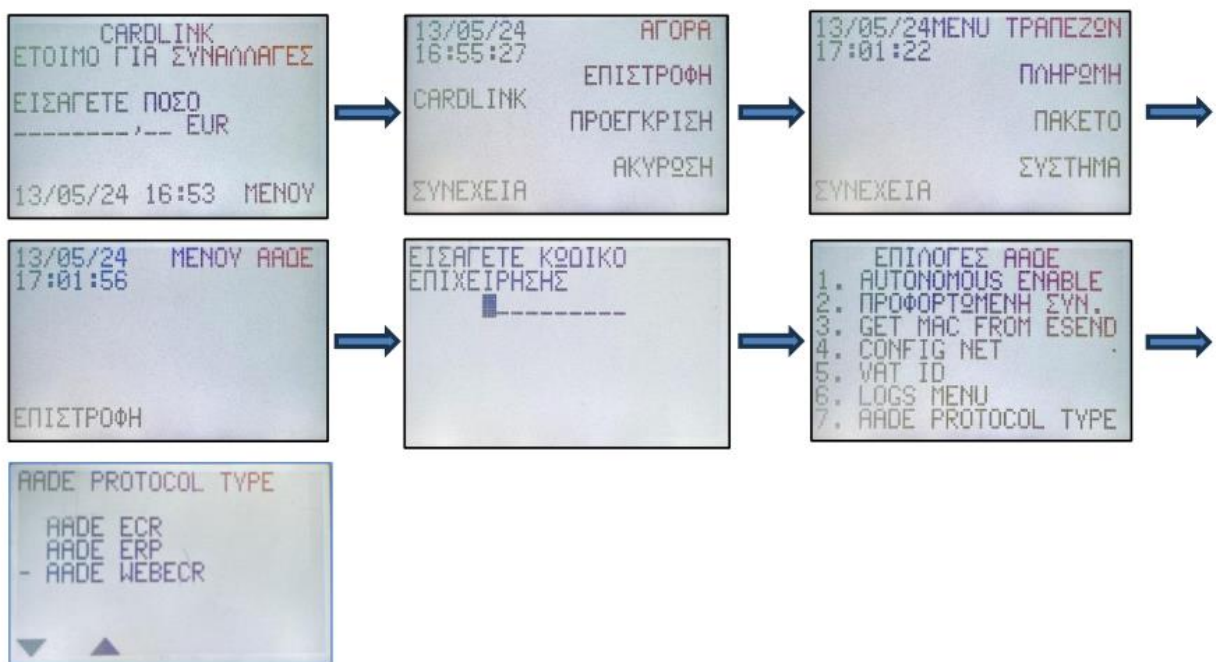 CARDLINK
ΕΤΟΙΜΟ ΓΙΑ ΣΥΝΑΛΛΑΓΕΣ
ΕΙΣΑΓΕΤΕ ΠΟΣΟ
________,__ EUR
13/05/24 16:53 ΜΕΝΟΥ
13/05/24 ΑΓΟΡΑ
16:55:27
ΕΠΙΣΤΡΟΦΗ
CARDLINK
ΠΡΟΕΓΚΡΙΣΗ
ΑΚΥΡΩΣΗ
ΣΥΝΕΧΕΙΑ
13/05/24MENU ΤΡΑΠΕΖΩΝ
17:01:22
ΠΛΗΡΩΜΗ
ΠΑΚΕΤΟ
ΣΥΣΤΗΜΑ
ΣΥΝΕΧΕΙΑ
13/05/24 ΜΕΝΟΥ ΑΑΔΕ
17:01:56
ΕΠΙΣΤΡΟΦΗ
ΕΙΣΑΓΕΤΕ ΚΩΔΙΚΟ
ΕΠΙΧΕΙΡΗΣΗΣ
_________
ΕΠΙΛΟΓΕΣ ΑΑΔΕ
1. AUTONOMOUS ENABLE
2. ΠΡΟΦΟΡΤΩΜΕΝΗ ΣΥΝ.
3. GET MAC FROM ESEND
4. CONFIG NET
5. VAT ID
6. LOGS MENU
7. AADE PROTOCOL TYPE
AADE PROTOCOL TYPE
AADE ECR
AADE ERP
- AADE WEBECR